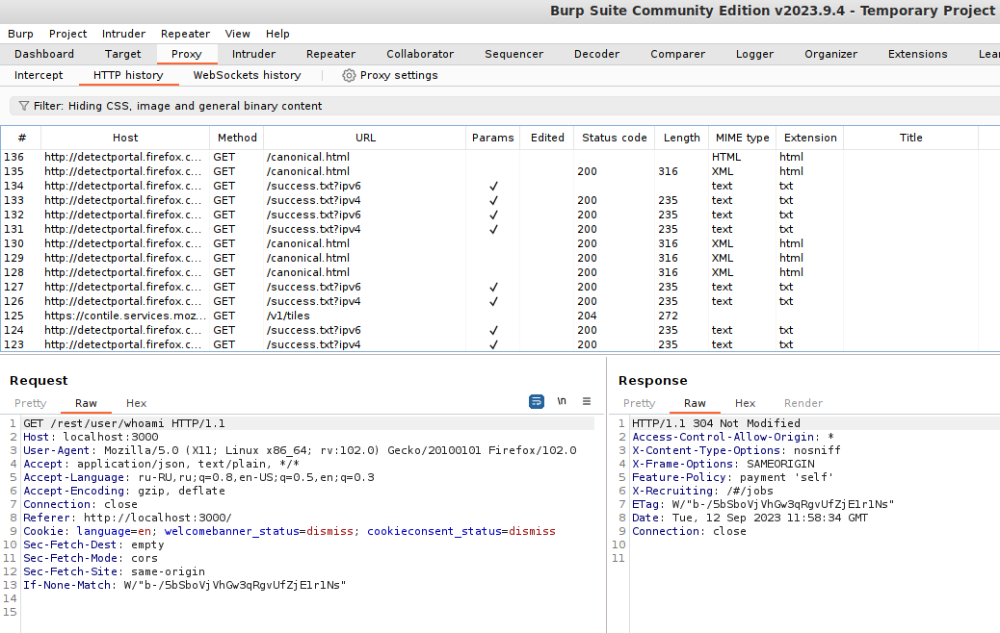 Burp Suite Community Edition v2023.9.4 - Temporary Project
Burp Project Intruder Repeater View Help
Dashboard Target Proxy Intruder Repeater Collaborator Sequencer Decoder Comparer Logger Organizer Extensions Lear
Intercept HTTP history WebSockets history Proxy settings
Filter: Hiding CSS, image and general binary content
# Host Method URL Params Edited Status code Length MIME type Extension Title
136 http://detectportal.firefox.c... GET /canonical.html HTML html
135 http://detectportal.firefox.c... GET /canonical.html 200 316 XML html
134 http://detectportal.firefox.c... GET /success.txt?ipv6 ✓ text txt
133 http://detectportal.firefox.c... GET /success.txt?ipv4 ✓ 200 235 text txt
132 http://detectportal.firefox.c... GET /success.txt?ipv6 ✓ 200 235 text txt
131 http://detectportal.firefox.c... GET /success.txt?ipv4 ✓ 200 235 text txt
130 http://detectportal.firefox.c... GET /canonical.html 200 316 XML html
129 http://detectportal.firefox.c... GET /canonical.html 200 316 XML html
128 http://detectportal.firefox.c... GET /canonical.html 200 316 XML html
127 http://detectportal.firefox.c... GET /success.txt?ipv6 ✓ 200 235 text txt
126 http://detectportal.firefox.c... GET /success.txt?ipv4 ✓ 200 235 text txt
125 https://contile.services.moz... GET /v1/tiles 204 272
124 http://detectportal.firefox.c... GET /success.txt?ipv6 ✓ 200 235 text txt
123 http://detectportal.firefox.c... GET /success.txt?ipv4 ✓ 200 235 text txt
Request
Pretty Raw Hex \n
1 GET /rest/user/whoami HTTP/1.1
2 Host: localhost:3000
3 User-Agent: Mozilla/5.0 (X11; Linux x86_64; rv:102.0) Gecko/20100101 Firefox/102.0
4 Accept: application/json, text/plain, */*
5 Accept-Language: ru-RU,ru;q=0.8,en-US;q=0.5,en;q=0.3
6 Accept-Encoding: gzip, deflate
7 Connection: close
8 Referer: http://localhost:3000/
9 Cookie: language=en; welcomebanner_status=dismiss; cookieconsent_status=dismiss
10 Sec-Fetch-Dest: empty
11 Sec-Fetch-Mode: cors
12 Sec-Fetch-Site: same-origin
13 If-None-Match: W/"b-/5bSboVjVhGw3qRgvUfZjE1r1Ns"
14
15
Response
Pretty Raw Hex Render
1 HTTP/1.1 304 Not Modified
2 Access-Control-Allow-Origin: *
3 X-Content-Type-Options: nosniff
4 X-Frame-Options: SAMEORIGIN
5 Feature-Policy: payment 'self'
6 X-Recruiting: /#/jobs
7 ETag: W/"b-/5bSboVjVhGw3qRgvUfZjE1r1Ns"
8 Date: Tue, 12 Sep 2023 11:58:34 GMT
9 Connection: close
10
11